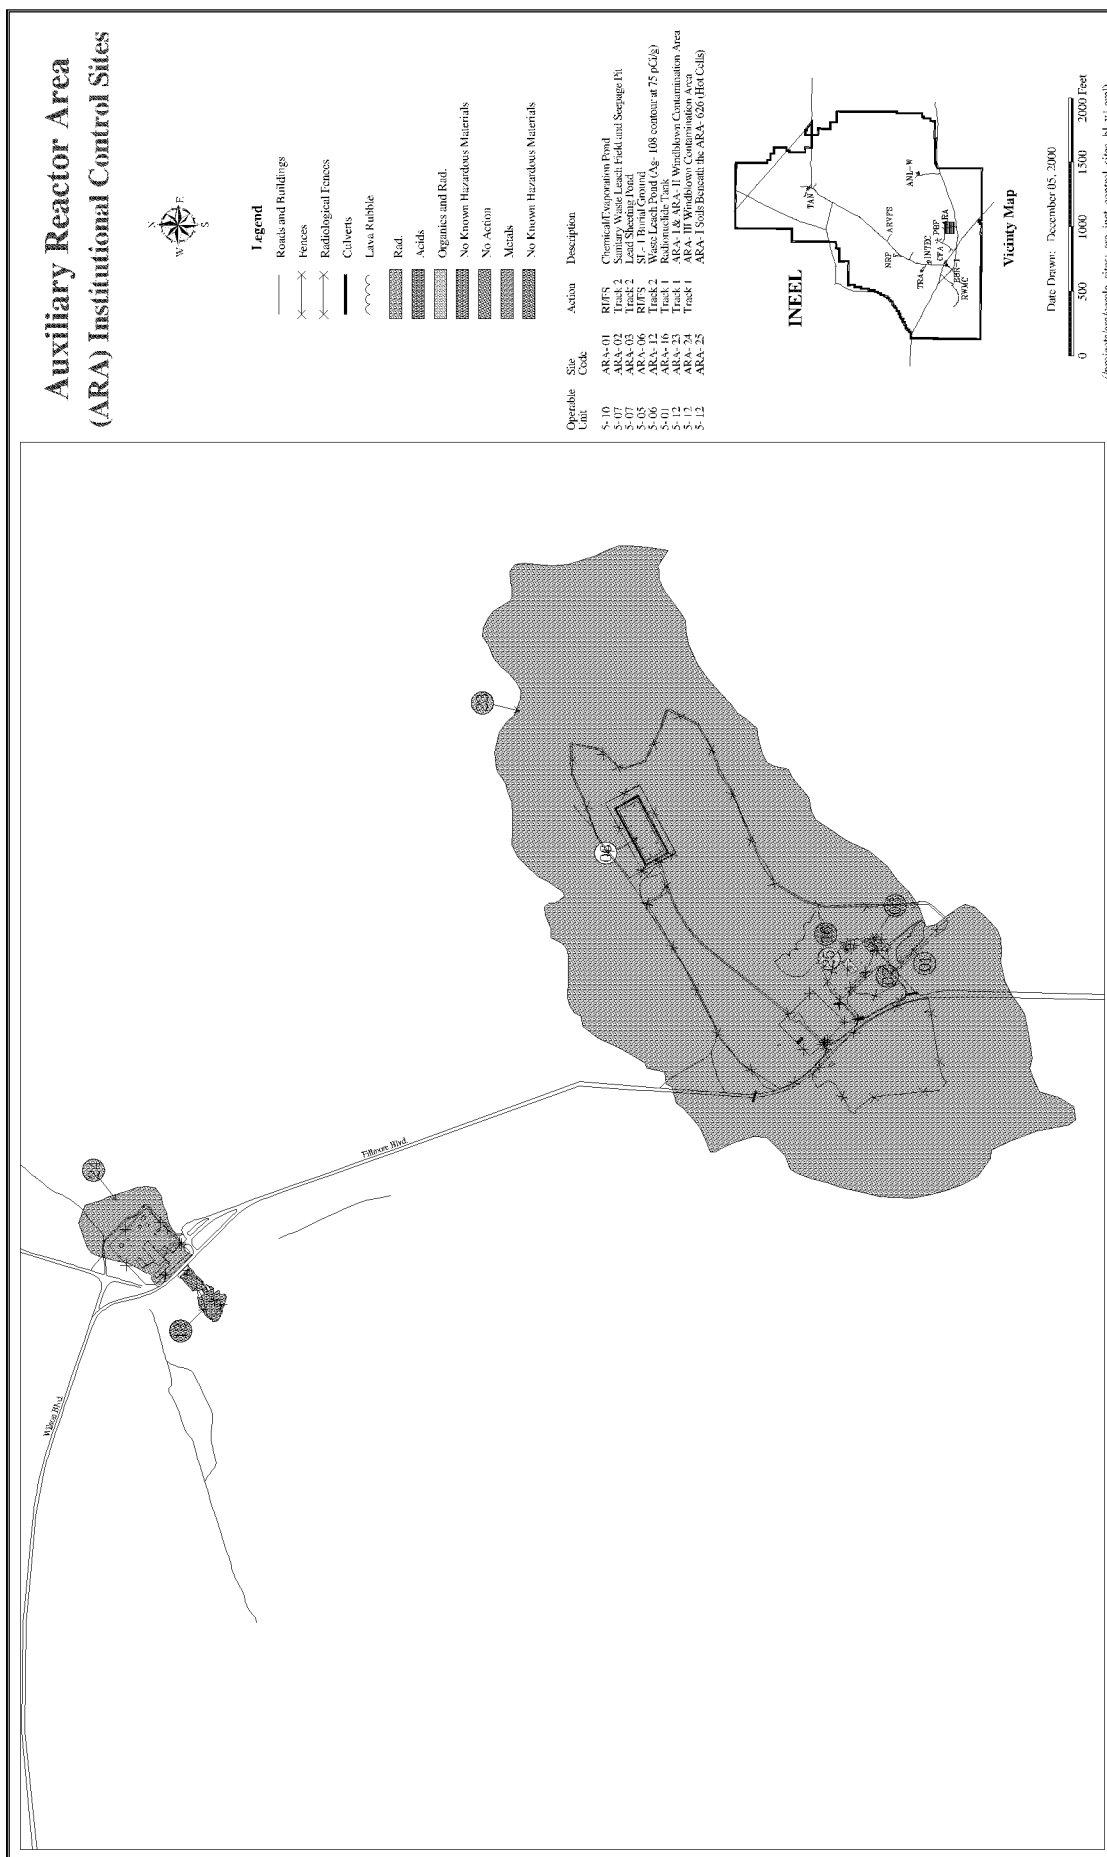 Auxiliary Reactor Area
(ARA) Institutional Control Sites
N
E
S
W
Legend
Roads and Buildings
Fences
Radiological Fences
Culverts
Lava Rubble
Rad.
Acids
Organics and Rad.
No Known Hazardous Materials
No Action
Metals
No Known Hazardous Materials
Operable Unit Site Code Action Description
5-10 ARA-01 RI/FS Chemical Evaporation Pond
5-07 ARA-02 Track 2 Sanitary Waste Leach Field and Seepage Pit
5-07 ARA-03 Track 2 Lead Sheeting Pond
5-05 ARA-06 RI/FS SL-1 Burial Ground
5-06 ARA-12 Track 2 Waste Leach Pond (Ag-108 contour at 75 pCi/g)
5-01 ARA-16 Track 1 Radionuclide Tank
5-12 ARA-23 Track 1 ARA-I & ARA-II Windblown Contamination Area
5-12 ARA-24 Track 1 ARA-III Windblown Contamination Area
5-12 ARA-25 ARA-I Soils Beneath the ARA-626 (Hot Cells)
INEEL
TAN
ARVFS
NRF
TRA
INTEC
CFA
PBF
ARA
EBR-I
RWMC
ANL-W
Vicinity Map
Date Drawn: December 05, 2000
0 500 1000 1500 2000 Feet
Wilson Blvd.
Fillmore Blvd.
24
23
06
16
25
03
02
01